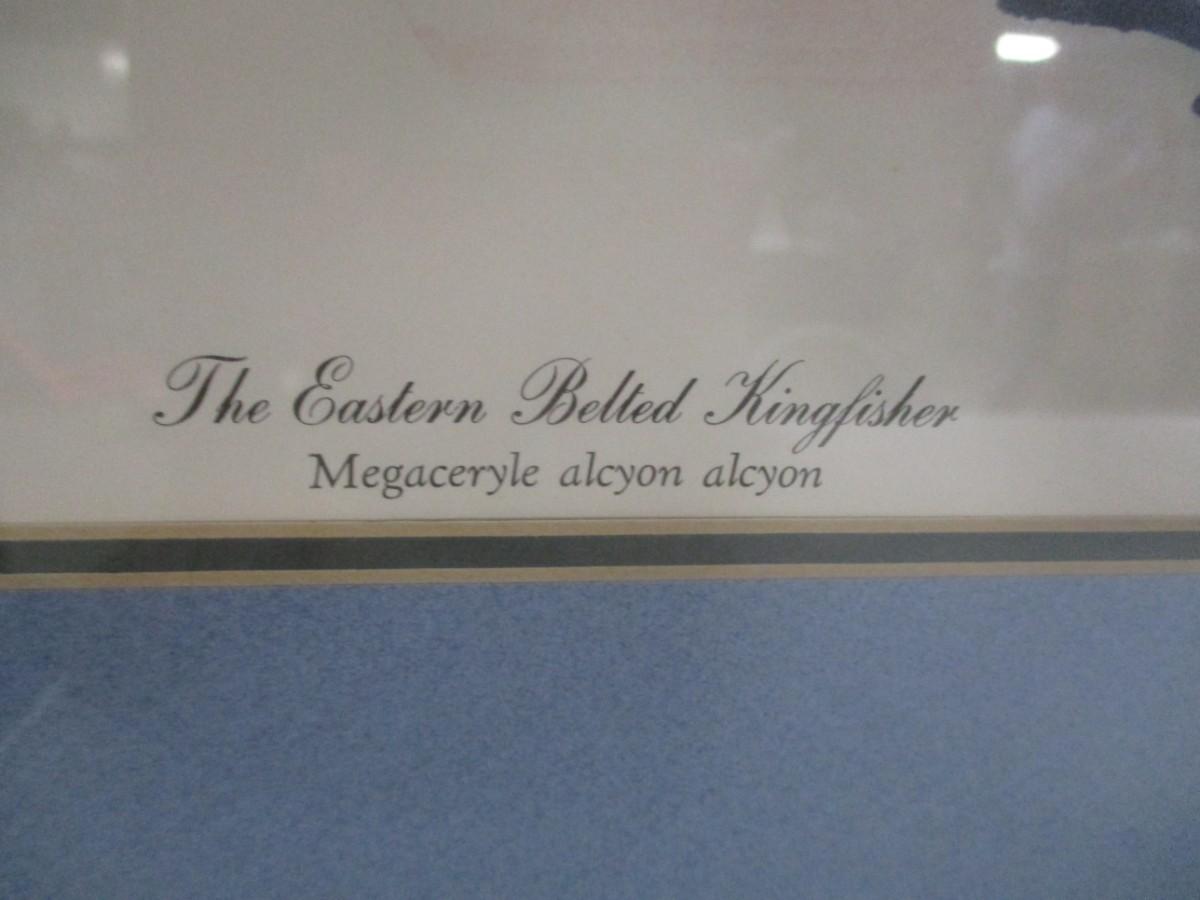 The Eastern Belted Kingfisher
Megaceryle alcyon alcyon